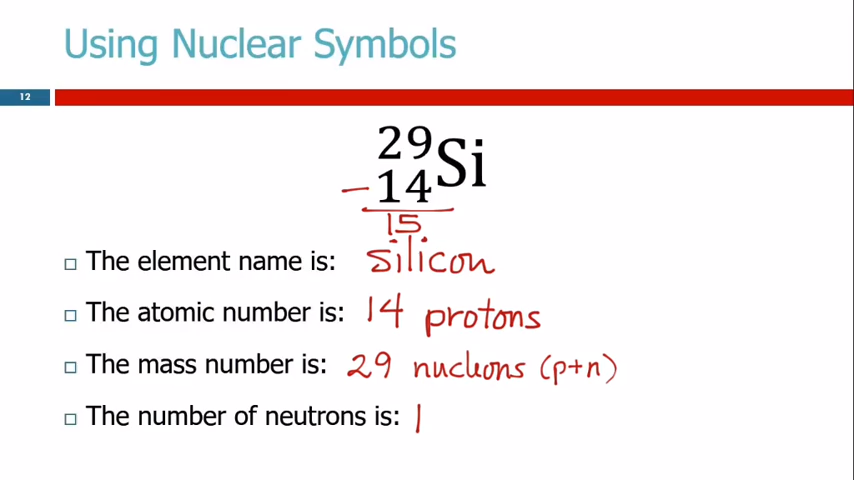 Using Nuclear Symbols
12
29
Si
−14
15
The element name is: silicon
The atomic number is: 14 protons
The mass number is: 29 nucleons (p+n)
The number of neutrons is: 1